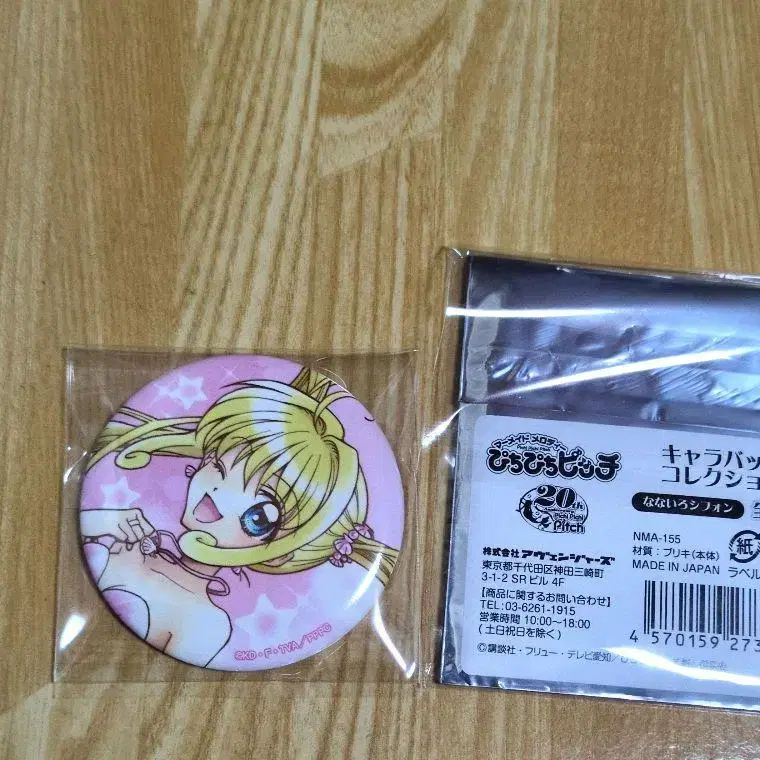 ©KD・F・TVA/PPPC
マーメイド メロディー
ぴちぴちピッチ
20th
Pichi Pichi
Pitch
キャラバッ
コレクショ
なないろシフォン
NMA-155
材質：ブリキ(本体)
MADE IN JAPAN ラベル
紙
株式会社 アヴェンジャーズ
東京都千代田区神田三崎町
3-1-2 SRビル 4F
【商品に関するお問い合わせ】
TEL:03-6261-1915
営業時間 10:00～18:00
(土日祝日を除く)
4 570159 273
©講談社・フリュー・テレビ愛知/